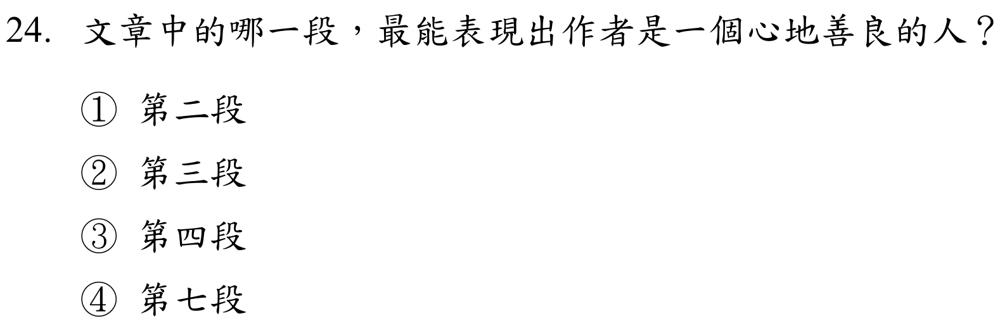 24. 文章中的哪一段，最能表現出作者是一個心地善良的人？
① 第二段
② 第三段
③ 第四段
④ 第七段